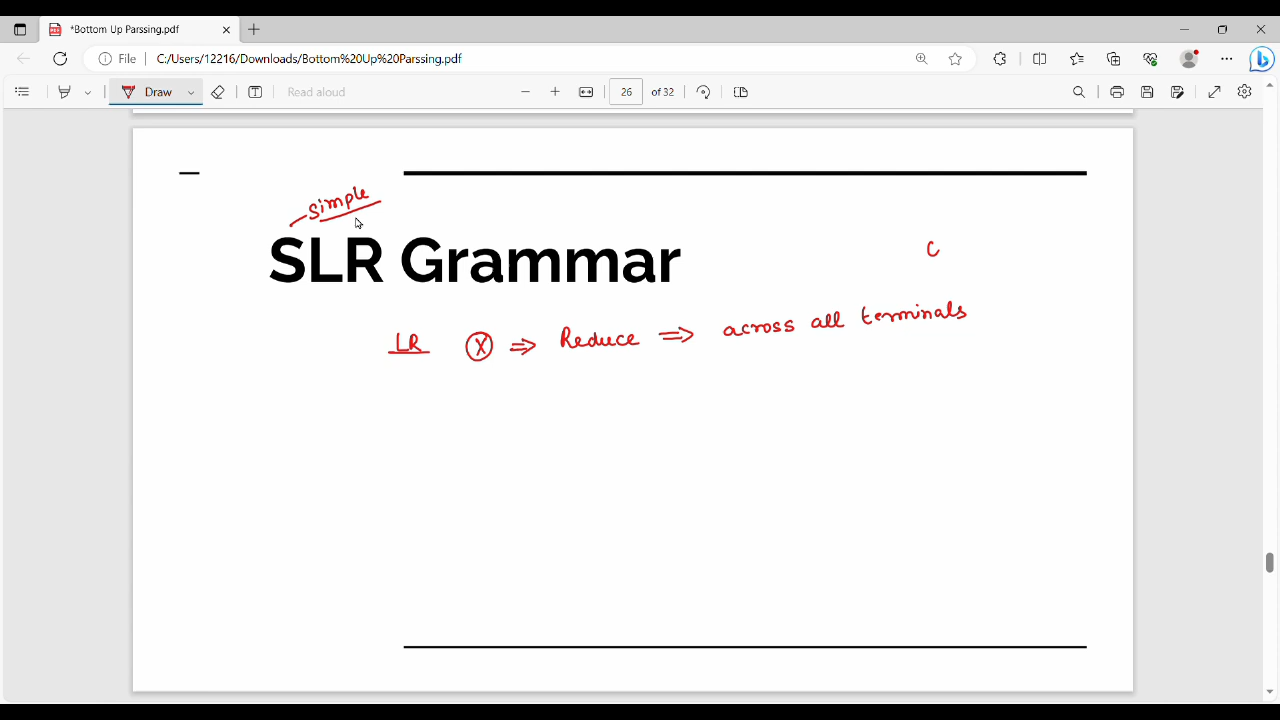 *Bottom Up Parssing.pdf
File C:/Users/12216/Downloads/Bottom%20Up%20Parssing.pdf
Draw Read aloud 26 of 32
Simple
SLR Grammar
C
LR X ⇒ Reduce ⇒ across all terminals